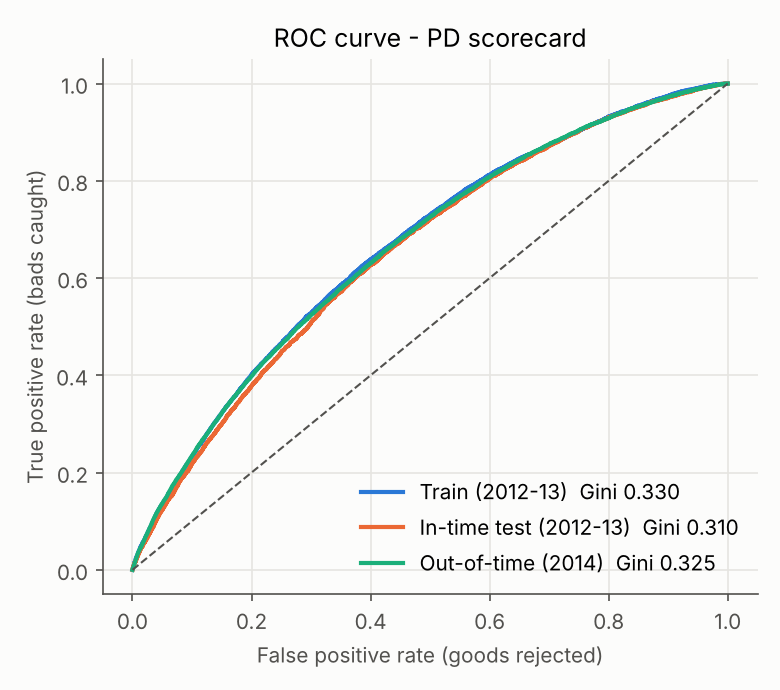 ROC curve - PD scorecard
True positive rate (bads caught)
1.0
0.8
0.6
0.4
0.2
0.0
Train (2012-13)  Gini 0.330
In-time test (2012-13)  Gini 0.310
Out-of-time (2014)  Gini 0.325
0.0 0.2 0.4 0.6 0.8 1.0
False positive rate (goods rejected)